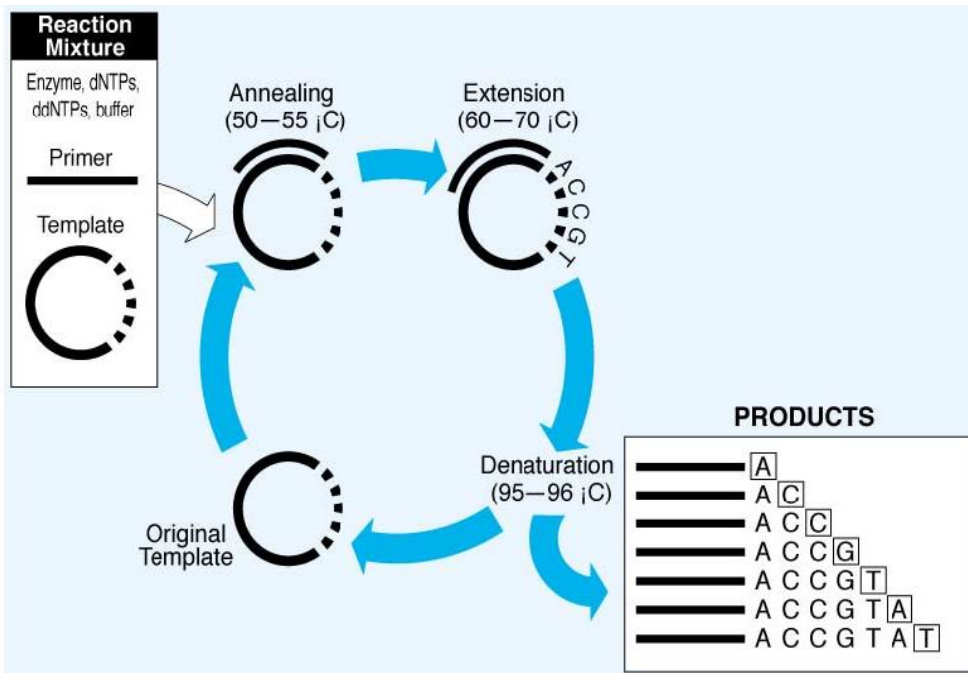 Reaction
Mixture
Enzyme, dNTPs,
ddNTPs, buffer
Primer
Template
Annealing
(50—55 ¡C)
Extension
(60—70 ¡C)
A
C
C
G
T
Denaturation
(95—96 ¡C)
Original
Template
PRODUCTS
A
A C
A C C
A C C G
A C C G T
A C C G T A
A C C G T A T